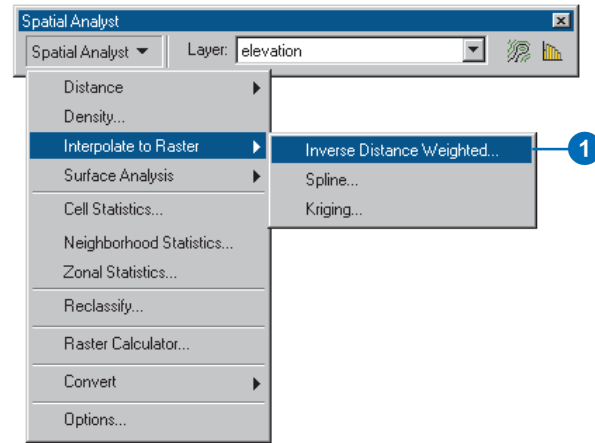 Spatial Analyst
Spatial Analyst Layer: elevation
Distance
Density...
Interpolate to Raster
Inverse Distance Weighted... 1
Surface Analysis
Spline...
Cell Statistics...
Kriging...
Neighborhood Statistics...
Zonal Statistics...
Reclassify...
Raster Calculator...
Convert
Options...